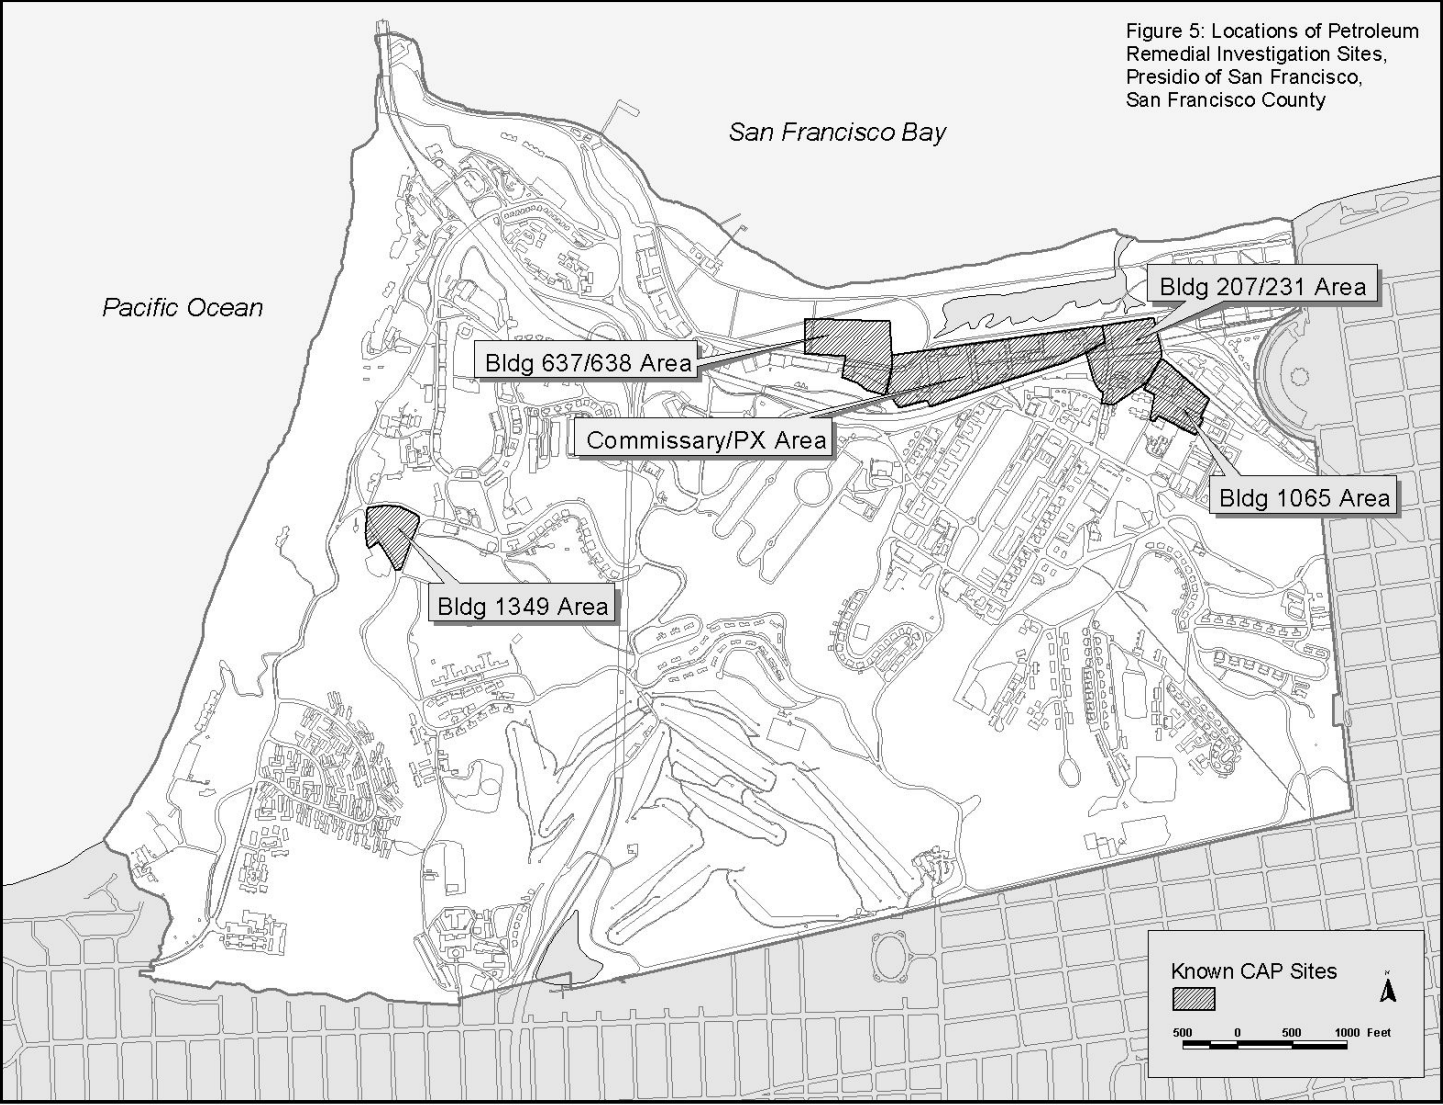 Figure 5: Locations of Petroleum
Remedial Investigation Sites,
Presidio of San Francisco,
San Francisco County
San Francisco Bay
Pacific Ocean
Bldg 207/231 Area
Bldg 637/638 Area
Commissary/PX Area
Bldg 1065 Area
Bldg 1349 Area
Known CAP Sites
N
500 0 500 1000 Feet